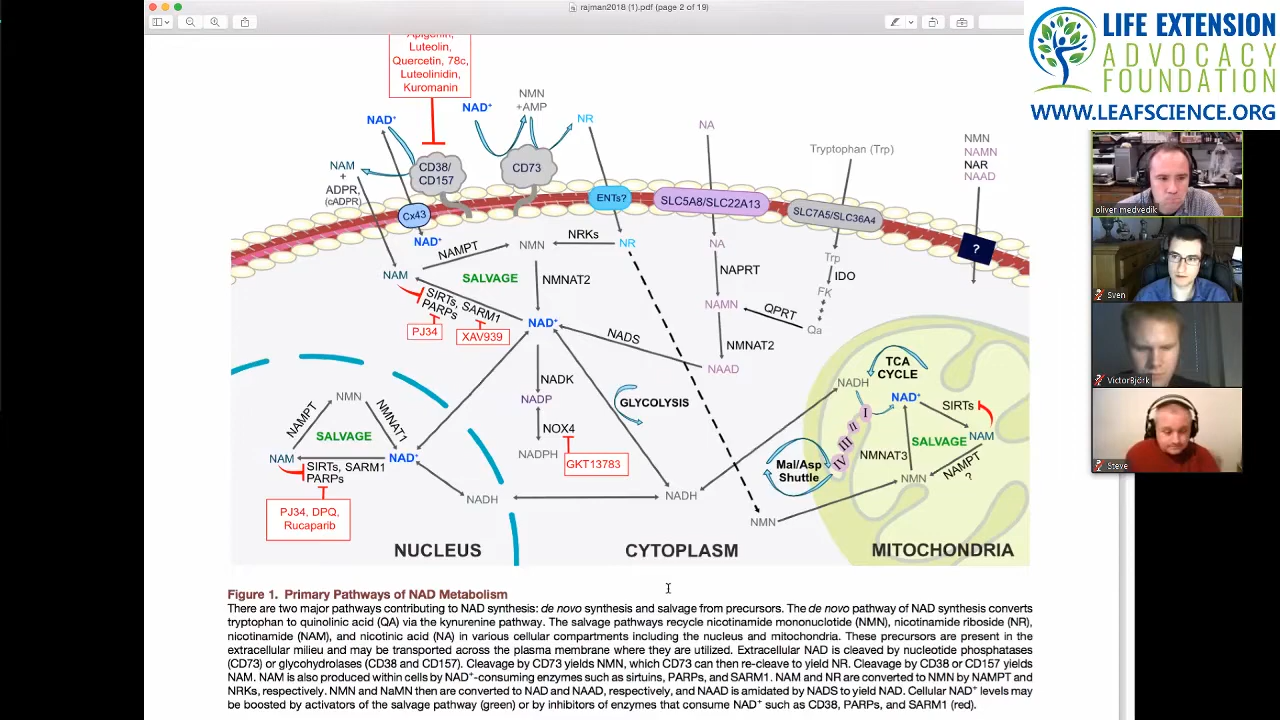 rajman2018 (1).pdf (page 2 of 19)
LIFE EXTENSION
ADVOCACY
FOUNDATION
WWW.LEAFSCIENCE.ORG
Apigenin,
Luteolin,
Quercetin, 78c,
Luteolinidin,
Kuromanin
NAD+
NAD+
NMN
+AMP
NR
NA
Tryptophan (Trp)
NMN
NAMN
NAR
NAAD
NAM
+
ADPR,
(cADPR)
CD38/
CD157
CD73
Cx43
ENTs?
SLC5A8/SLC22A13
SLC7A5/SLC36A4
?
NAD+
NAMPT
NMN
NRKs
NR
NA
Trp
NAM
SALVAGE
NMNAT2
NAPRT
IDO
FK
SIRTs, SARM1
PARPs
NAMN
QPRT
Qa
PJ34
XAV939
NAD+
NADS
NMNAT2
NAAD
NADK
NADP
GLYCOLYSIS
NOX4
NADPH
GKT13783
NMN
NAMPT
NMNAT1
SALVAGE
NAM
NAD+
SIRTs, SARM1
PARPs
PJ34, DPQ,
Rucaparib
NADH
NADH
NMN
TCA
CYCLE
NADH
NAD+
SIRTs
I
II
III
IV
SALVAGE
NAM
NMNAT3
Mal/Asp
Shuttle
NMN
NAMPT
?
NUCLEUS
CYTOPLASM
MITOCHONDRIA
oliver medvedik
Sven
VictorBjörk
Steve
Figure 1. Primary Pathways of NAD Metabolism
There are two major pathways contributing to NAD synthesis: de novo synthesis and salvage from precursors. The de novo pathway of NAD synthesis converts
tryptophan to quinolinic acid (QA) via the kynurenine pathway. The salvage pathways recycle nicotinamide mononuclotide (NMN), nicotinamide riboside (NR),
nicotinamide (NAM), and nicotinic acid (NA) in various cellular compartments including the nucleus and mitochondria. These precursors are present in the
extracellular milieu and may be transported across the plasma membrane where they are utilized. Extracellular NAD is cleaved by nucleotide phosphatases
(CD73) or glycohydrolases (CD38 and CD157). Cleavage by CD73 yields NMN, which CD73 can then re-cleave to yield NR. Cleavage by CD38 or CD157 yields
NAM. NAM is also produced within cells by NAD+-consuming enzymes such as sirtuins, PARPs, and SARM1. NAM and NR are converted to NMN by NAMPT and
NRKs, respectively. NMN and NaMN then are converted to NAD and NAAD, respectively, and NAAD is amidated by NADS to yield NAD. Cellular NAD+ levels may
be boosted by activators of the salvage pathway (green) or by inhibitors of enzymes that consume NAD+ such as CD38, PARPs, and SARM1 (red).